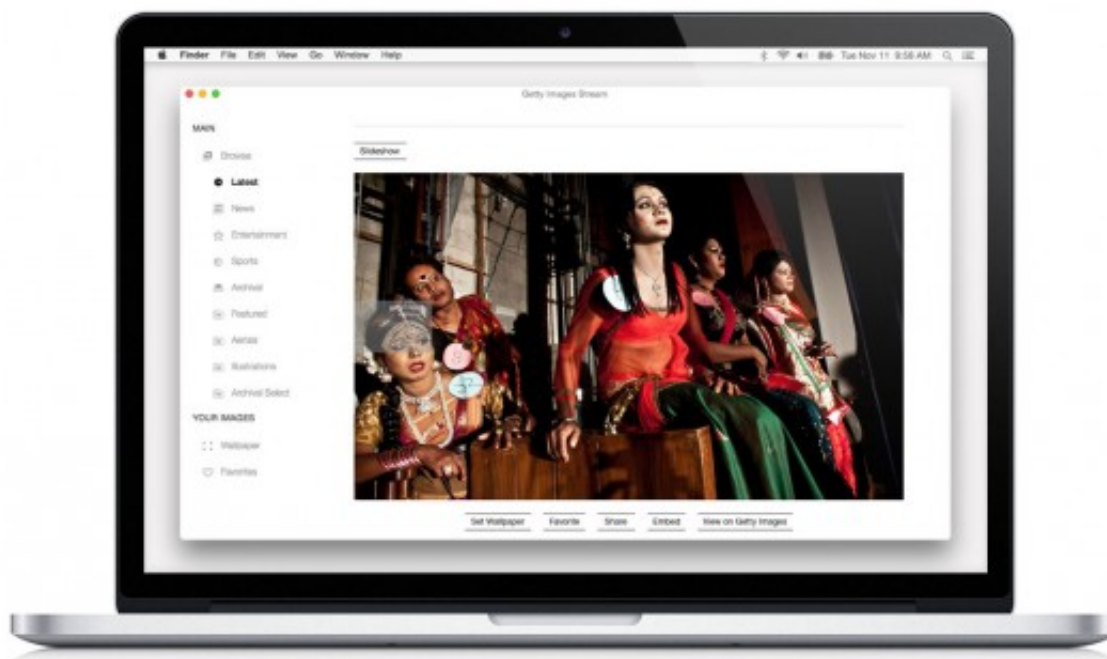 Finder File Edit View Go Window Help
Tue Nov 11 9:56 AM
Getty Images Stream
MAIN
Browse
Slideshow
Latest
News
Entertainment
Sports
Archival
Featured
Aerials
Illustrations
Archival Select
YOUR IMAGES
Wallpaper
Favorites
Set Wallpaper Favorite Share Embed View on Getty Images